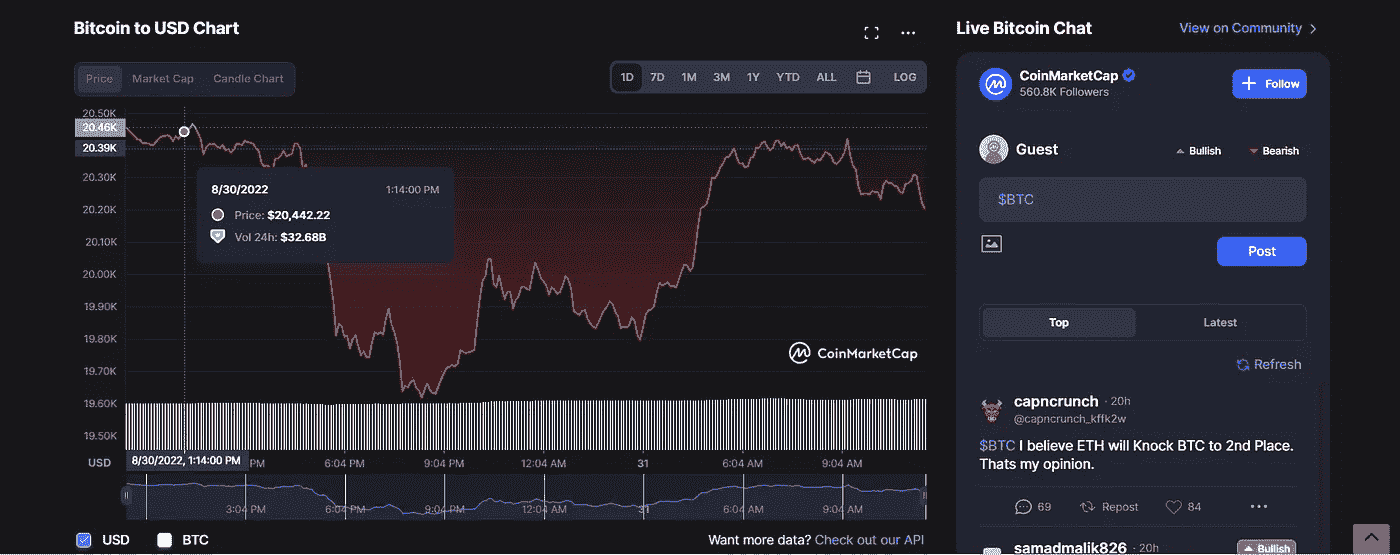 Bitcoin to USD Chart
Price Market Cap Candle Chart
1D 7D 1M 3M 1Y YTD ALL LOG
20.50K
20.46K
20.39K
20.30K
20.20K
20.10K
20.00K
19.90K
19.80K
19.70K
19.60K
19.50K
8/30/2022 1:14:00 PM
Price: $20,442.22
Vol 24h: $32.68B
CoinMarketCap
USD 8/30/2022, 1:14:00 PM PM 6:04 PM 9:04 PM 12:04 AM 31 6:04 AM 9:04 AM
3:04 PM 6:04 PM 9:04 PM 12:04 AM 31 6:04 AM 9:04 AM
USD BTC
Want more data? Check out our API
Live Bitcoin Chat View on Community
CoinMarketCap
560.8K Followers
Follow
Guest Bullish Bearish
$BTC
Post
Top Latest
Refresh
capncrunch · 20h
@capncrunch_kffk2w
$BTC I believe ETH will Knock BTC to 2nd Place.
Thats my opinion.
69 Repost 84
samadmalik826 · 20h Bullish